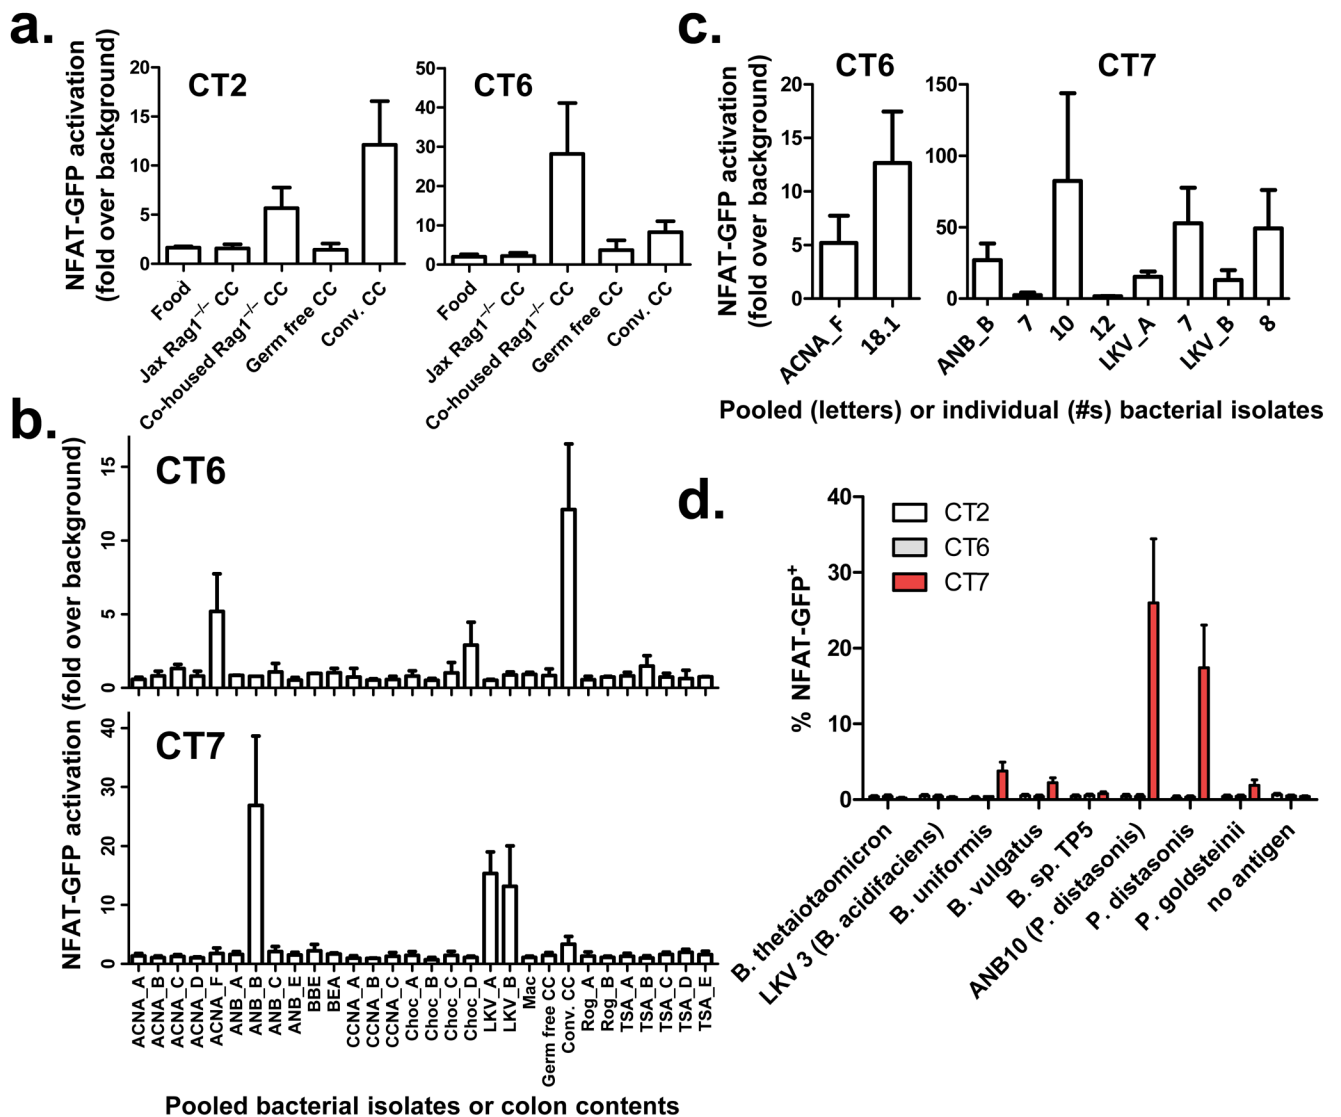 a.
NFAT-GFP activation
(fold over background)
CT2
20
15
10
5
0
Food
Jax Rag1⁻/⁻ CC
Co-housed Rag1⁻/⁻ CC
Germ free CC
Conv. CC
CT6
50
40
30
20
10
0
Food
Jax Rag1⁻/⁻ CC
Co-housed Rag1⁻/⁻ CC
Germ free CC
Conv. CC
c.
NFAT-GFP activation
(fold over background)
CT6
20
15
10
5
0
ACNA_F
18.1
CT7
150
100
50
0
ANB_B
7
10
12
LKV_A
7
LKV_B
8
Pooled (letters) or individual (#s) bacterial isolates
b.
NFAT-GFP activation (fold over background)
CT6
15
10
5
0
CT7
40
30
20
10
0
ACNA_A
ACNA_B
ACNA_C
ACNA_D
ACNA_F
ANB_A
ANB_B
ANB_C
ANB_E
BBE
BEA
CCNA_A
CCNA_B
CCNA_C
Choc_A
Choc_B
Choc_C
Choc_D
LKV_A
LKV_B
Mac
Germ free CC
Conv. CC
Rog_A
Rog_B
TSA_A
TSA_B
TSA_C
TSA_D
TSA_E
Pooled bacterial isolates or colon contents
d.
% NFAT-GFP⁺
40
30
20
10
0
CT2
CT6
CT7
B. thetaiotaomicron
LKV 3 (B. acidifaciens)
B. uniformis
B. vulgatus
B. sp. TP5
ANB10 (P. distasonis)
P. distasonis
P. goldsteinii
no antigen